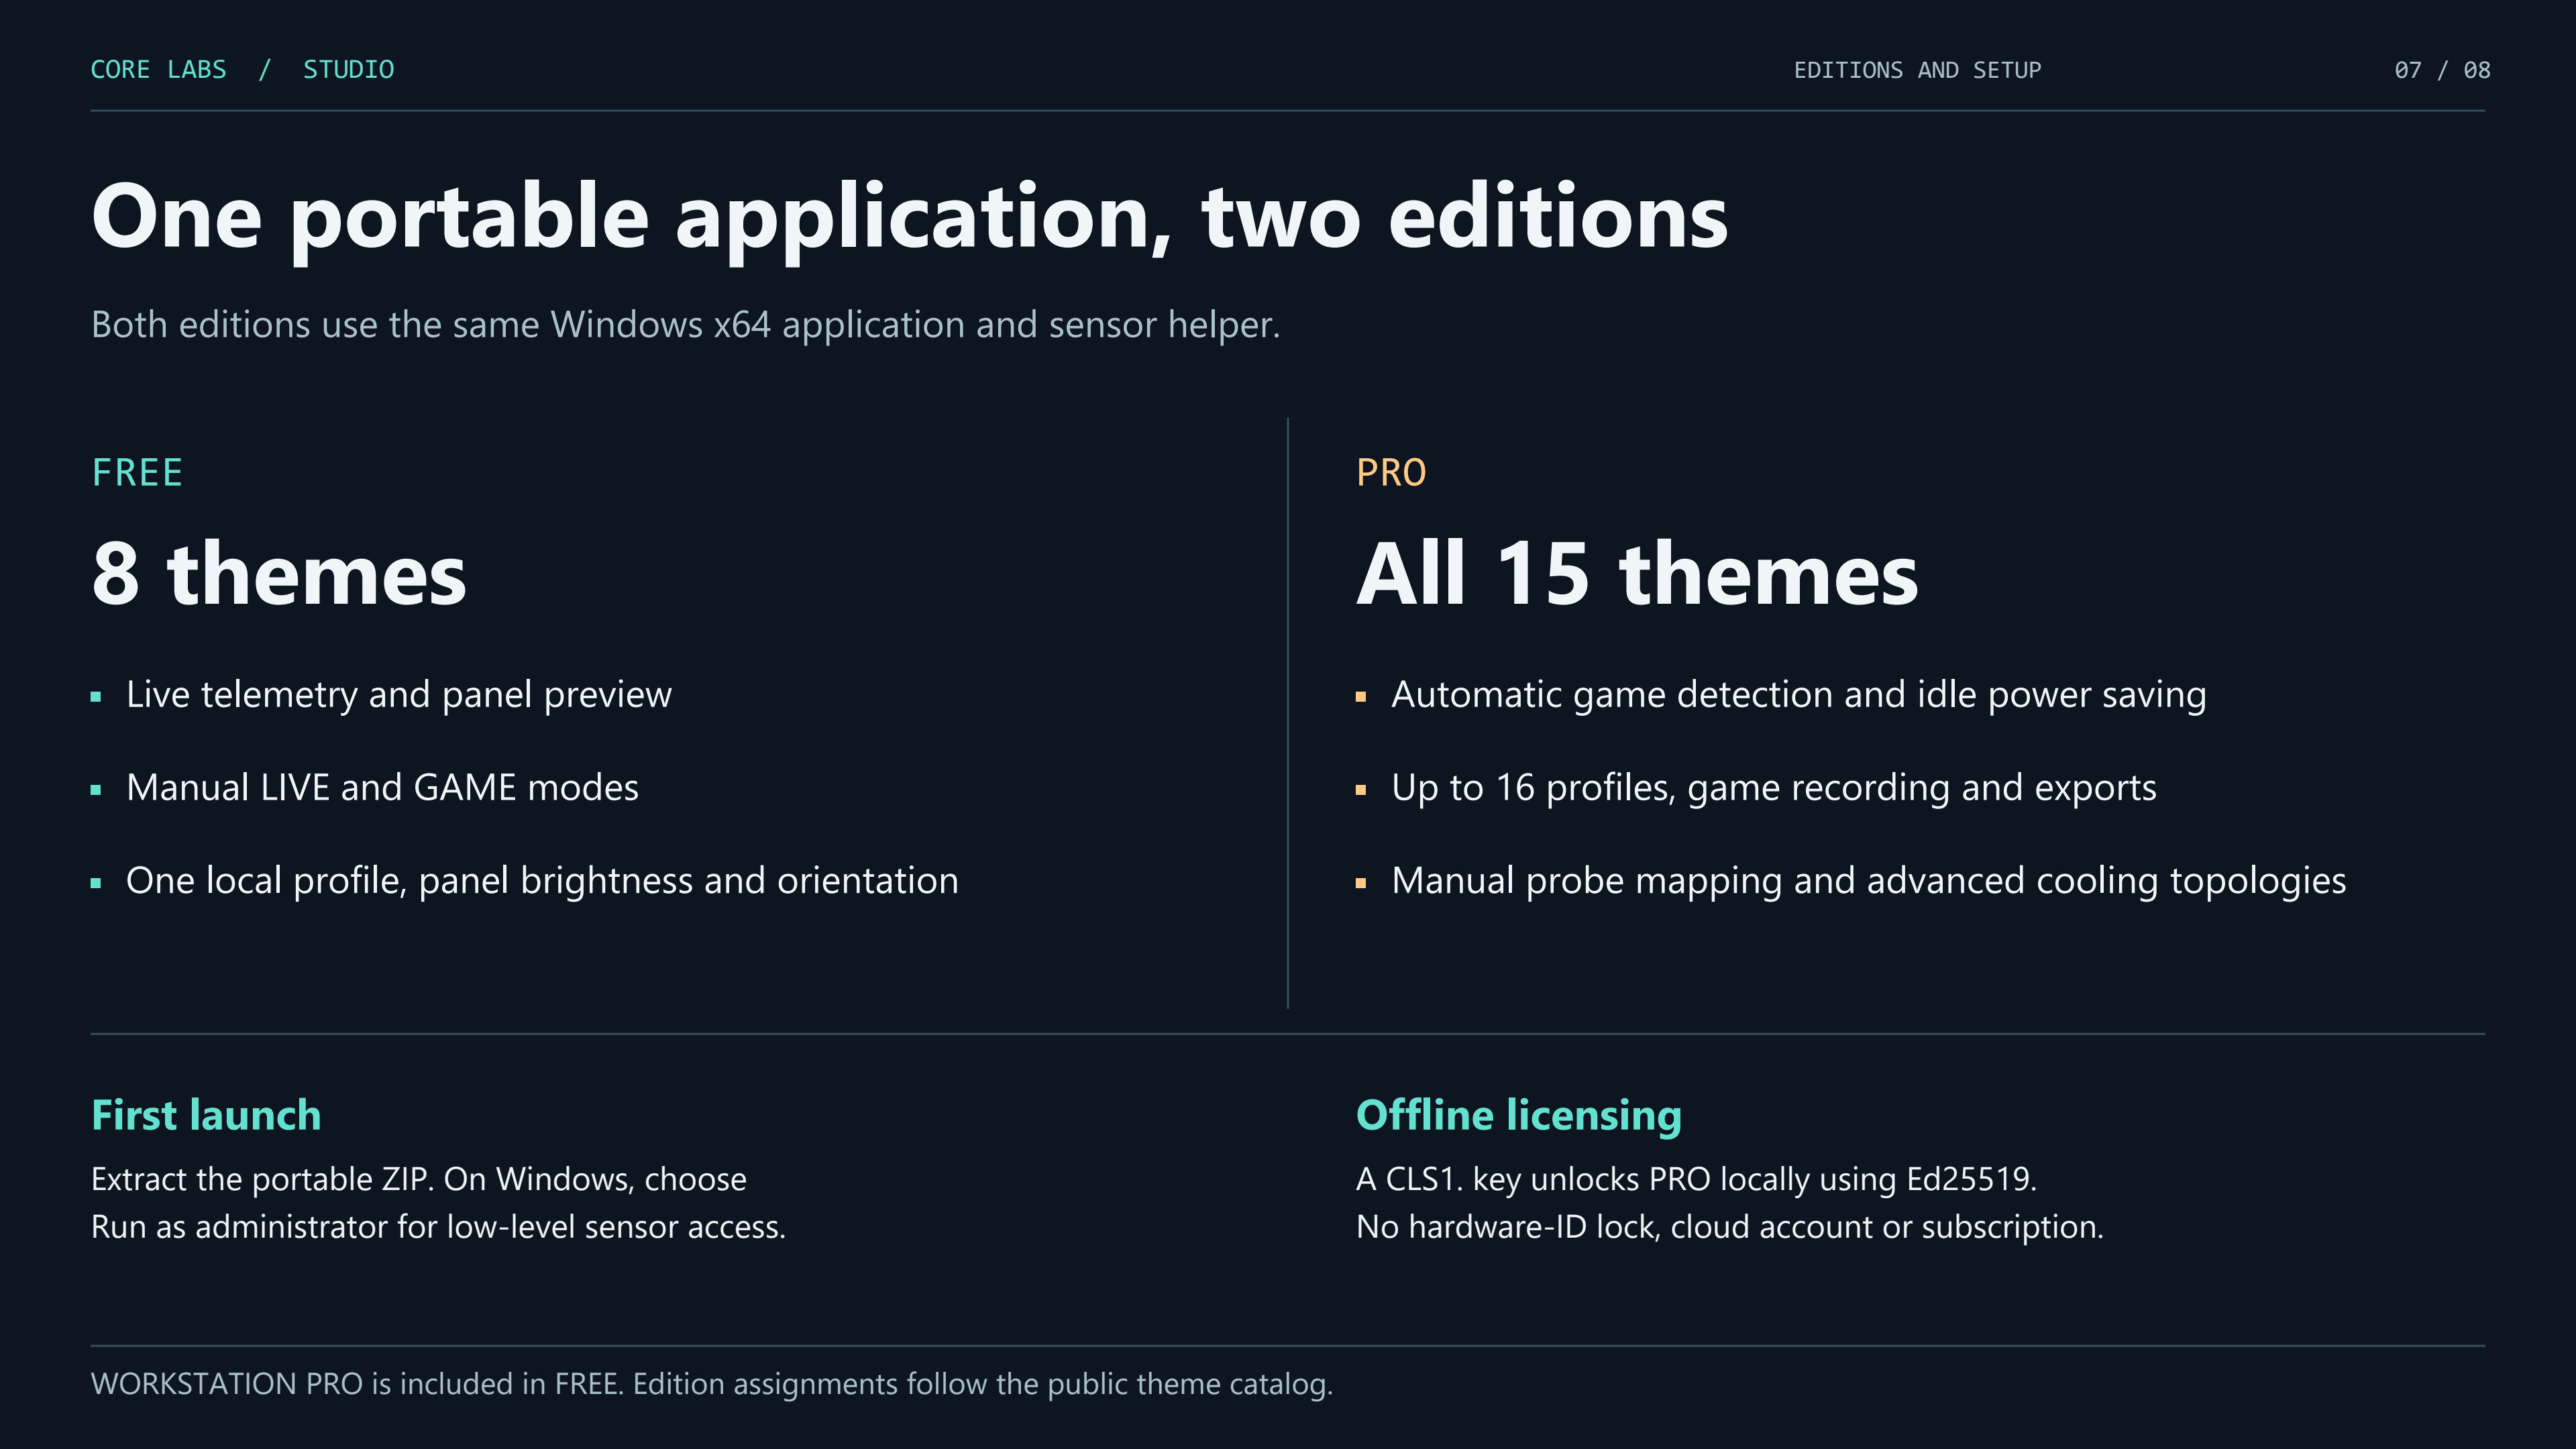 CORE LABS / STUDIO
EDITIONS AND SETUP
07 / 08
One portable application, two editions
Both editions use the same Windows x64 application and sensor helper.
FREE
8 themes
Live telemetry and panel preview
Manual LIVE and GAME modes
One local profile, panel brightness and orientation
PRO
All 15 themes
Automatic game detection and idle power saving
Up to 16 profiles, game recording and exports
Manual probe mapping and advanced cooling topologies
First launch
Extract the portable ZIP. On Windows, choose
Run as administrator for low-level sensor access.
Offline licensing
A CLS1. key unlocks PRO locally using Ed25519.
No hardware-ID lock, cloud account or subscription.
WORKSTATION PRO is included in FREE. Edition assignments follow the public theme catalog.